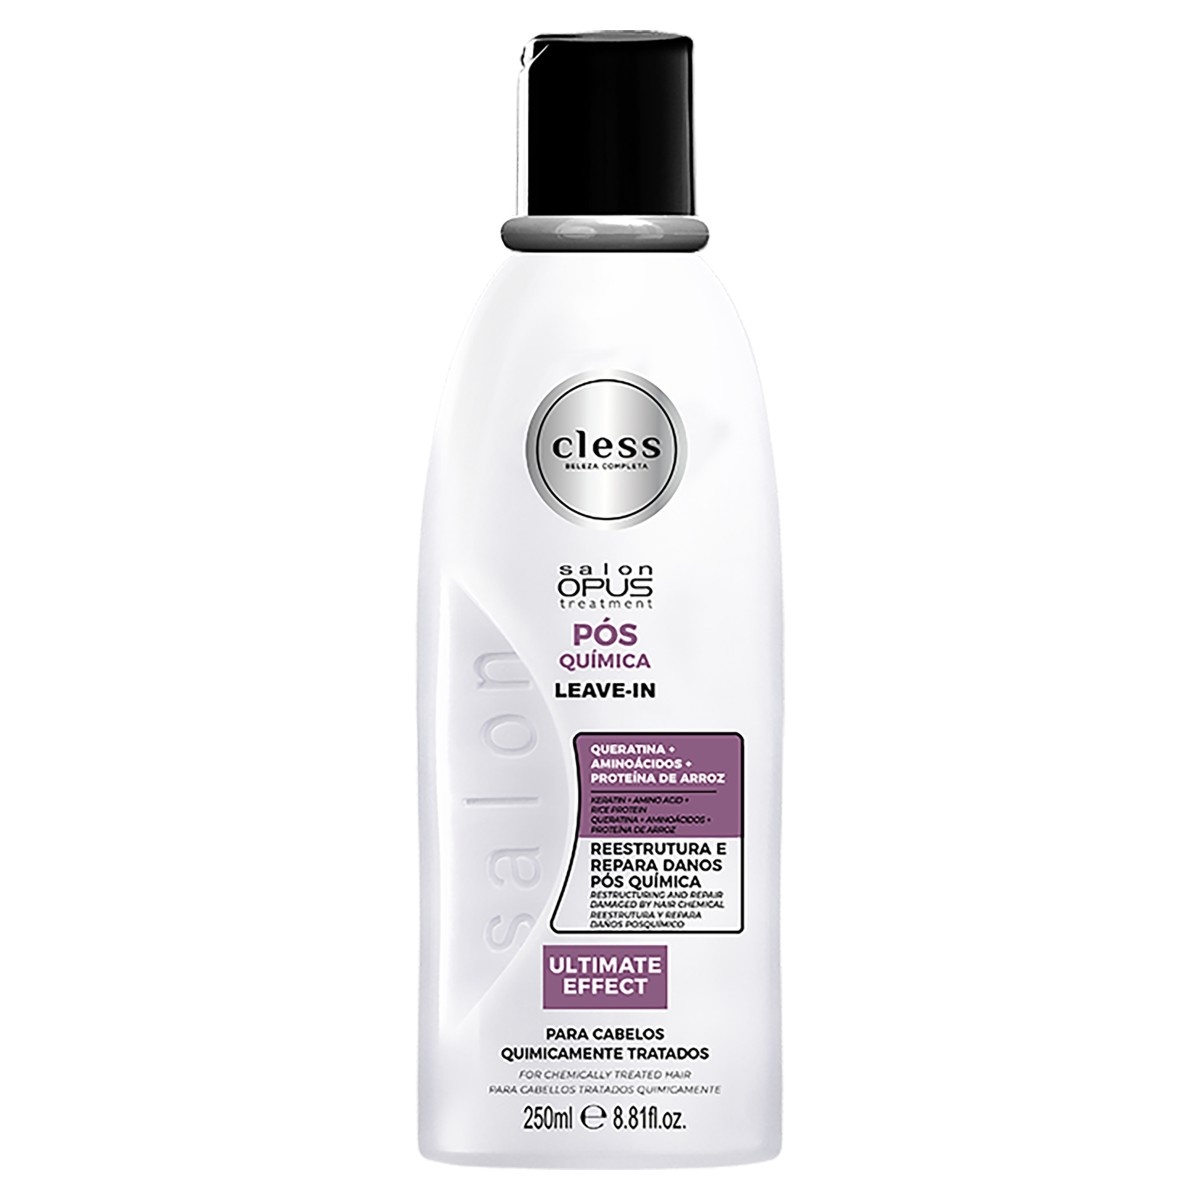 cless
BELEZA COMPLETA
salon
OPUS
treatment
PÓS
QUÍMICA
LEAVE-IN
salon
QUERATINA +
AMINOÁCIDOS +
PROTEÍNA DE ARROZ
KERATIN + AMINO ACID +
RICE PROTEIN
QUERATINA + AMINOÁCIDOS +
PROTEÍNA DE ARROZ
REESTRUTURA E
REPARA DANOS
PÓS QUÍMICA
RESTRUCTURING AND REPAIR
DAMAGED BY HAIR CHEMICAL
REESTRUTURA Y REPARA
DAÑOS POSQUÍMICO
ULTIMATE
EFFECT
PARA CABELOS
QUIMICAMENTE TRATADOS
FOR CHEMICALLY TREATED HAIR
PARA CABELLOS TRATADOS QUIMICAMENTE
250ml ℮ 8.81fl.oz.